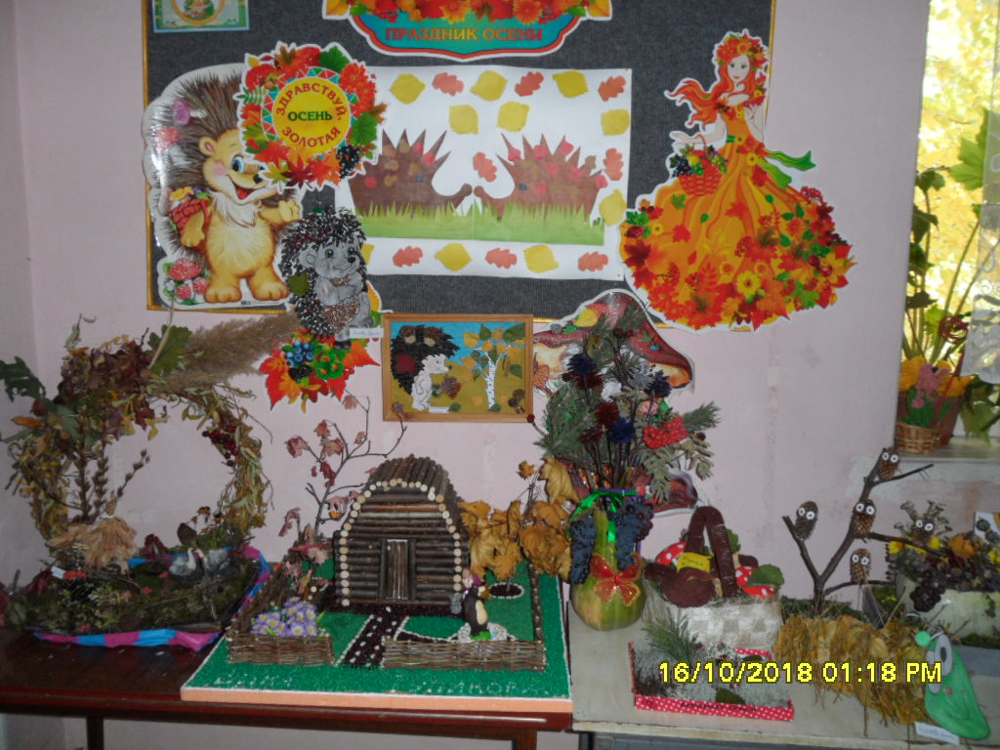 ПРАЗДНИК ОСЕНИ
ЗДРАВСТВУЙ,
ОСЕНЬ
ЗОЛОТАЯ
16/10/2018 01:18 PM